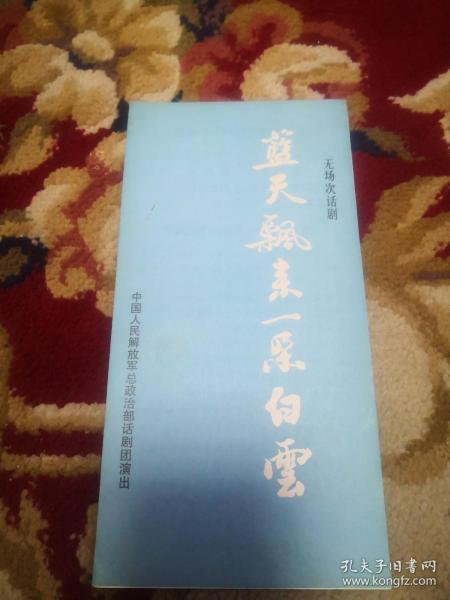 无场次话剧
蓝天飘来一朵白雲
中国人民解放军总政治部话剧团演出
孔夫子旧书网
www.kongfz.com